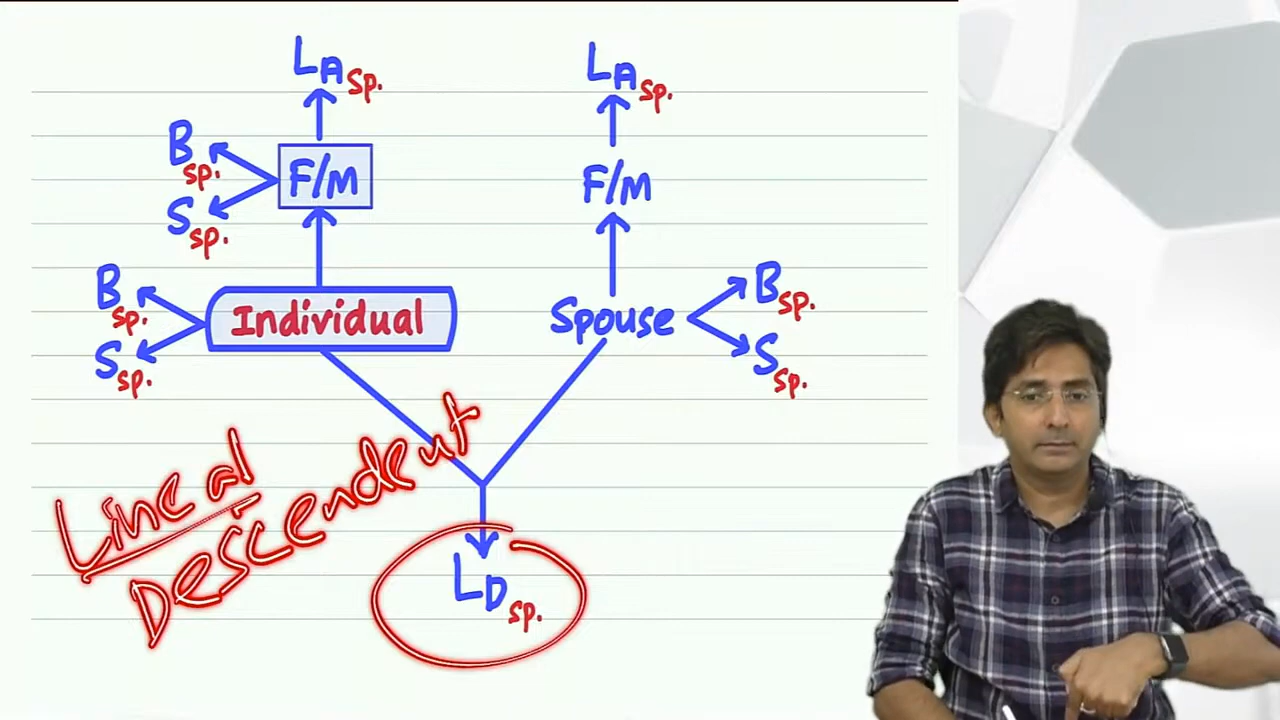 LA sp.
LA sp.
B sp.
F/M
F/M
S sp.
B sp.
Individual
Spouse
B sp.
S sp.
S sp.
Lineal
Descendent
LD sp.